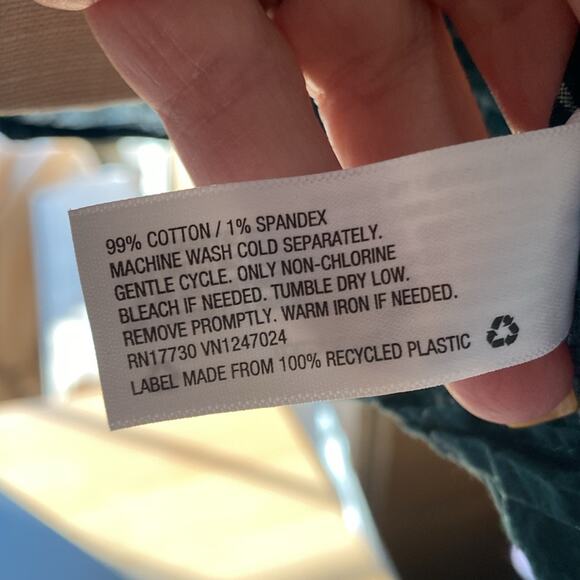 99% COTTON / 1% SPANDEX
MACHINE WASH COLD SEPARATELY.
GENTLE CYCLE. ONLY NON-CHLORINE
BLEACH IF NEEDED. TUMBLE DRY LOW.
REMOVE PROMPTLY. WARM IRON IF NEEDED.
RN17730 VN1247024
LABEL MADE FROM 100% RECYCLED PLASTIC